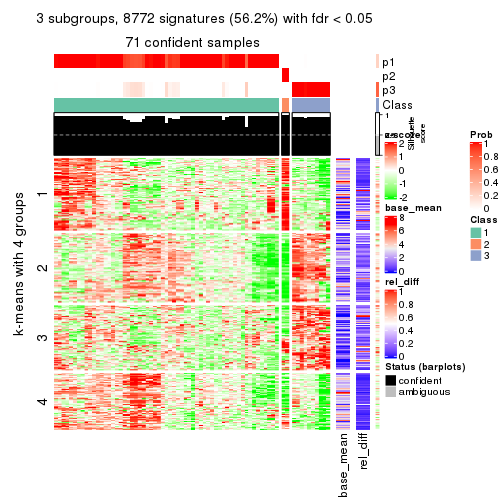 3 subgroups, 8772 signatures (56.2%) with fdr < 0.05
71 confident samples
p1
p2
p3
Class
1
Silhouette
score
k-means with 4 groups
1
2
3
4
base_mean
rel_diff
z-score
2
1
0
-1
-2
base_mean
8
6
4
2
0
rel_diff
1
0.8
0.6
0.4
0.2
0
Status (barplots)
confident
ambiguous
Prob
1
0.8
0.6
0.4
0.2
0
Class
1
2
3